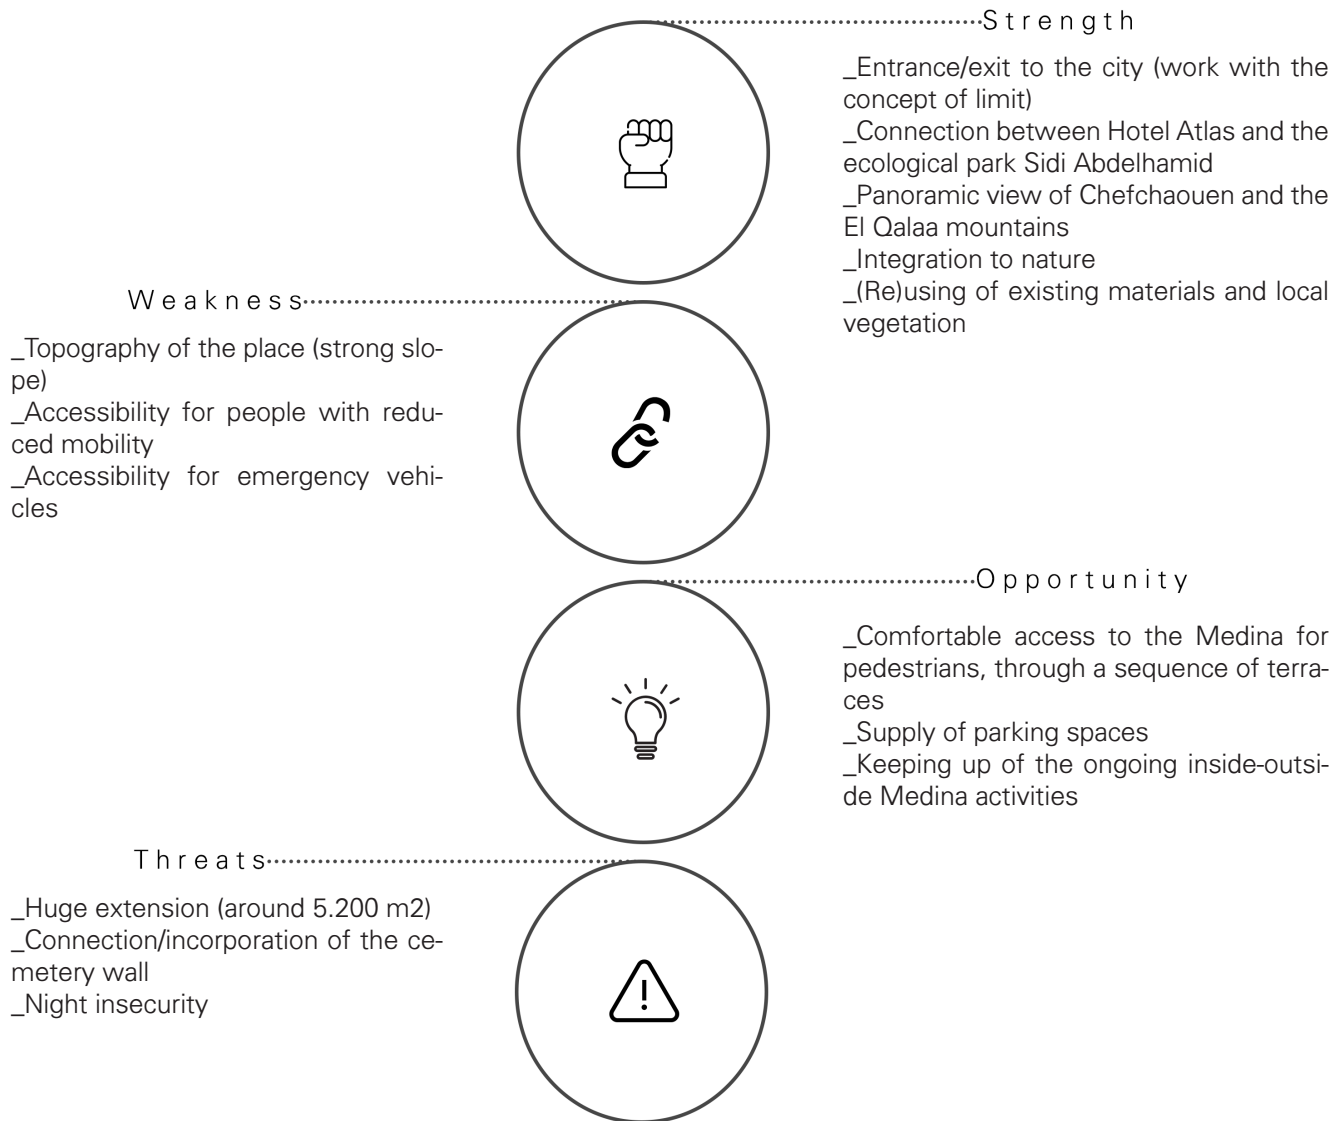 Strength
_Entrance/exit to the city (work with the
concept of limit)
_Connection between Hotel Atlas and the
ecological park Sidi Abdelhamid
_Panoramic view of Chefchaouen and the
El Qalaa mountains
_Integration to nature
_(Re)using of existing materials and local
vegetation
Weakness
_Topography of the place (strong slo-
pe)
_Accessibility for people with redu-
ced mobility
_Accessibility for emergency vehi-
cles
Opportunity
_Comfortable access to the Medina for
pedestrians, through a sequence of terra-
ces
_Supply of parking spaces
_Keeping up of the ongoing inside-outsi-
de Medina activities
Threats
_Huge extension (around 5.200 m2)
_Connection/incorporation of the ce-
metery wall
_Night insecurity